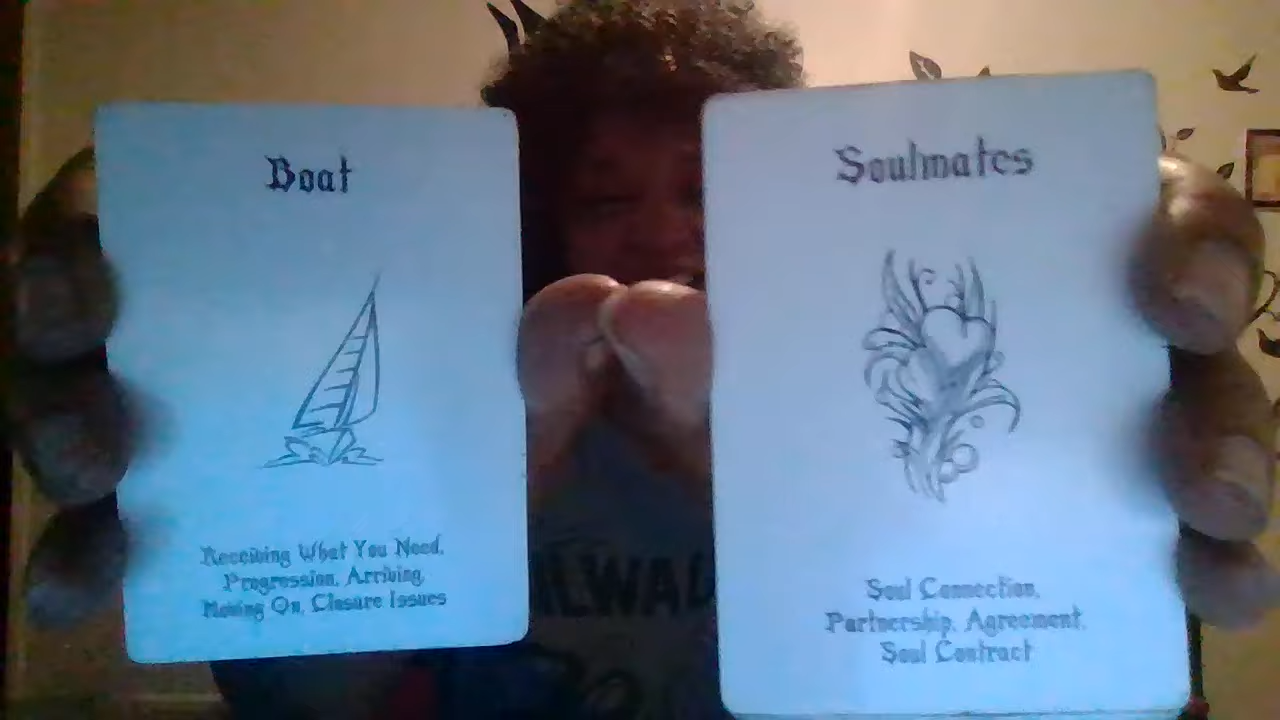 Boat
Receiving What You Need,
Progression, Arriving
Moving On, Closure Issues
Soulmates
Soul Connection,
Partnership, Agreement,
Soul Contract